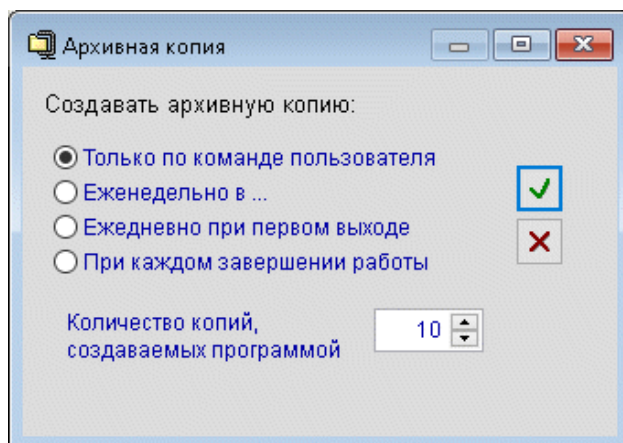 Архивная копия
Создавать архивную копию:
Только по команде пользователя
Еженедельно в ...
Ежедневно при первом выходе
При каждом завершении работы
Количество копий,
создаваемых программой
10